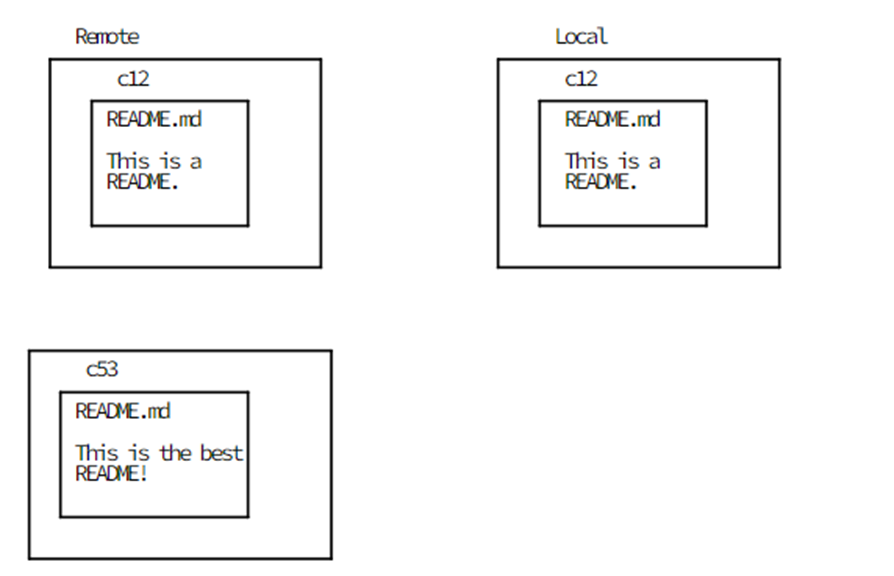 Remote
c12
README.md
This is a
README.
Local
c12
README.md
This is a
README.
c53
README.md
This is the best
README!